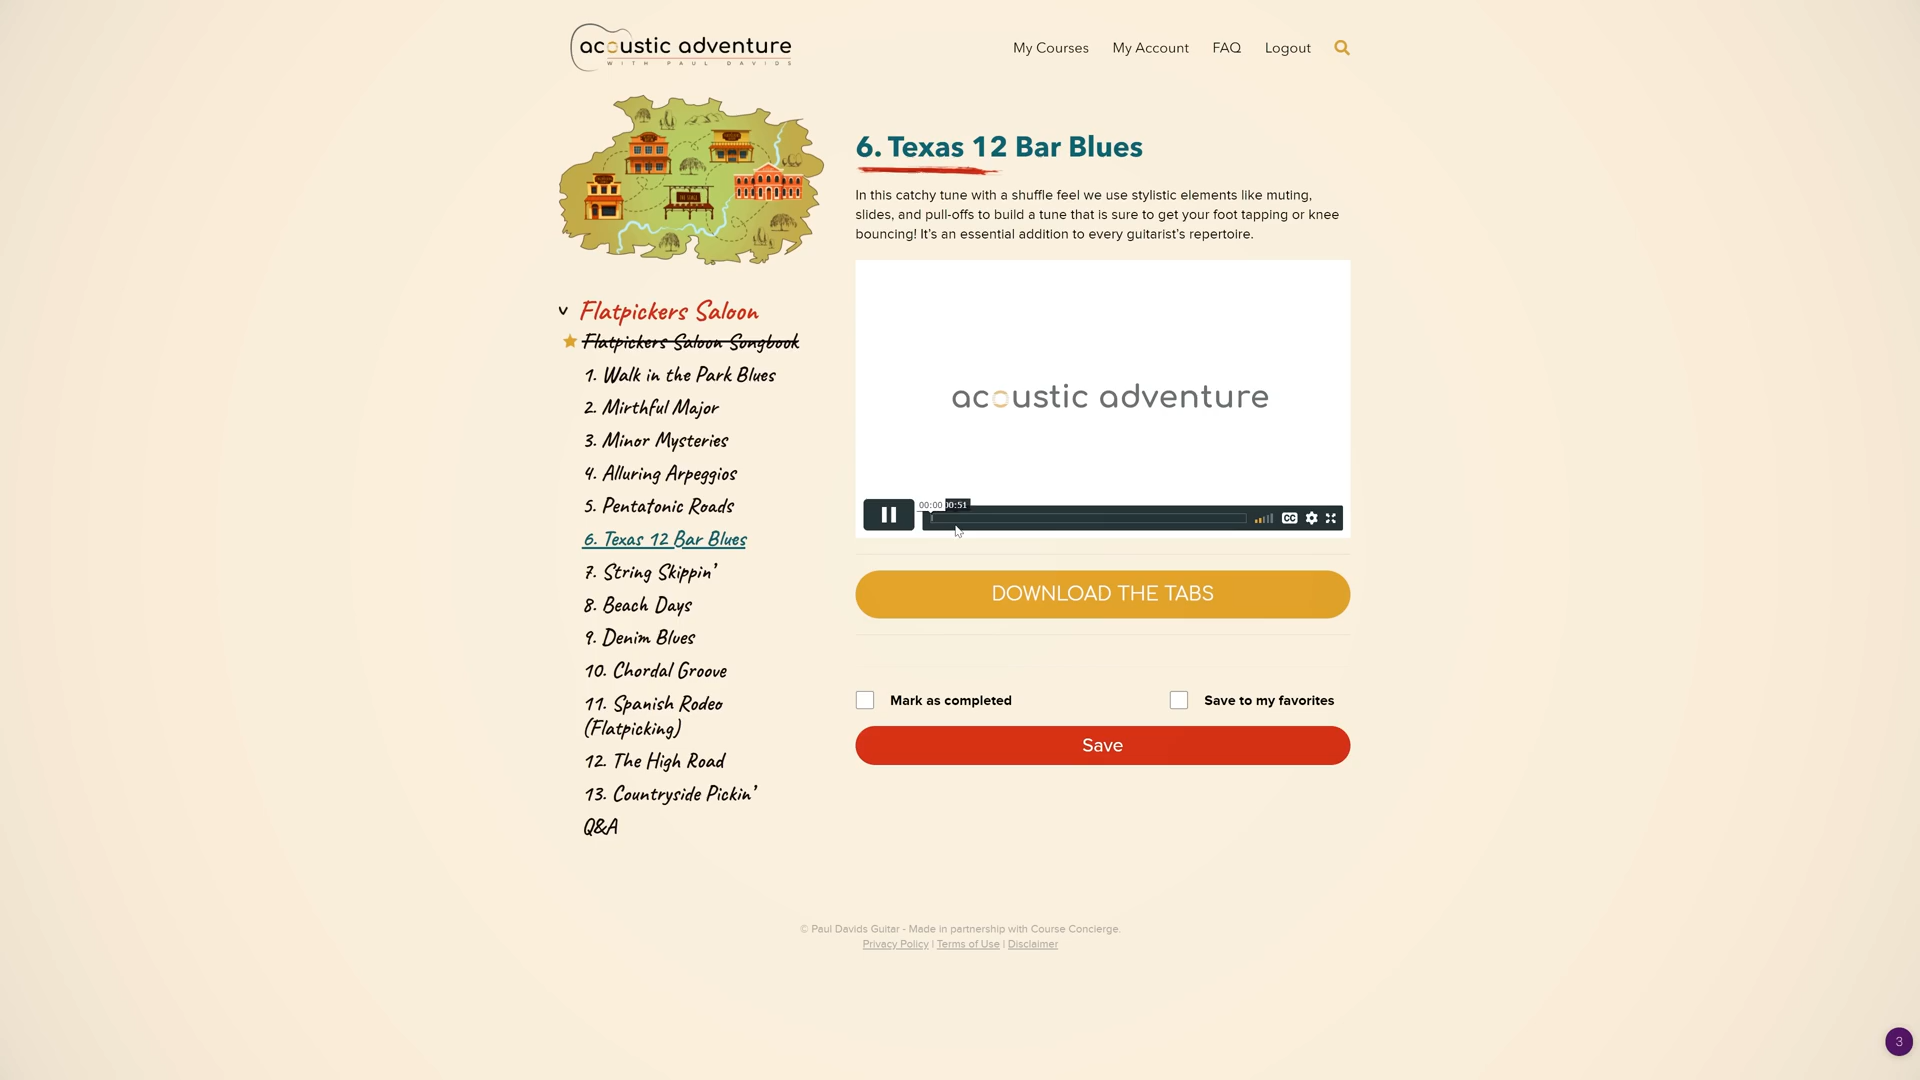 acoustic adventure
WITH PAUL DAVIDS
My Courses
My Account
FAQ
Logout
6. Texas 12 Bar Blues
In this catchy tune with a shuffle feel we use stylistic elements like muting,
slides, and pull-offs to build a tune that is sure to get your foot tapping or knee
bouncing! It’s an essential addition to every guitarist’s repertoire.
Flatpickers Saloon
Flatpickers Saloon Songbook
1. Walk in the Park Blues
2. Mirthful Major
3. Minor Mysteries
4. Alluring Arpeggios
5. Pentatonic Roads
6. Texas 12 Bar Blues
7. String Skippin’
8. Beach Days
9. Denim Blues
10. Chordal Groove
11. Spanish Rodeo
(Flatpicking)
12. The High Road
13. Countryside Pickin’
Q&A
acoustic adventure
00:00
00:51
CC
DOWNLOAD THE TABS
Mark as completed
Save to my favorites
Save
© Paul Davids Guitar - Made in partnership with Course Concierge.
Privacy Policy | Terms of Use | Disclaimer
3